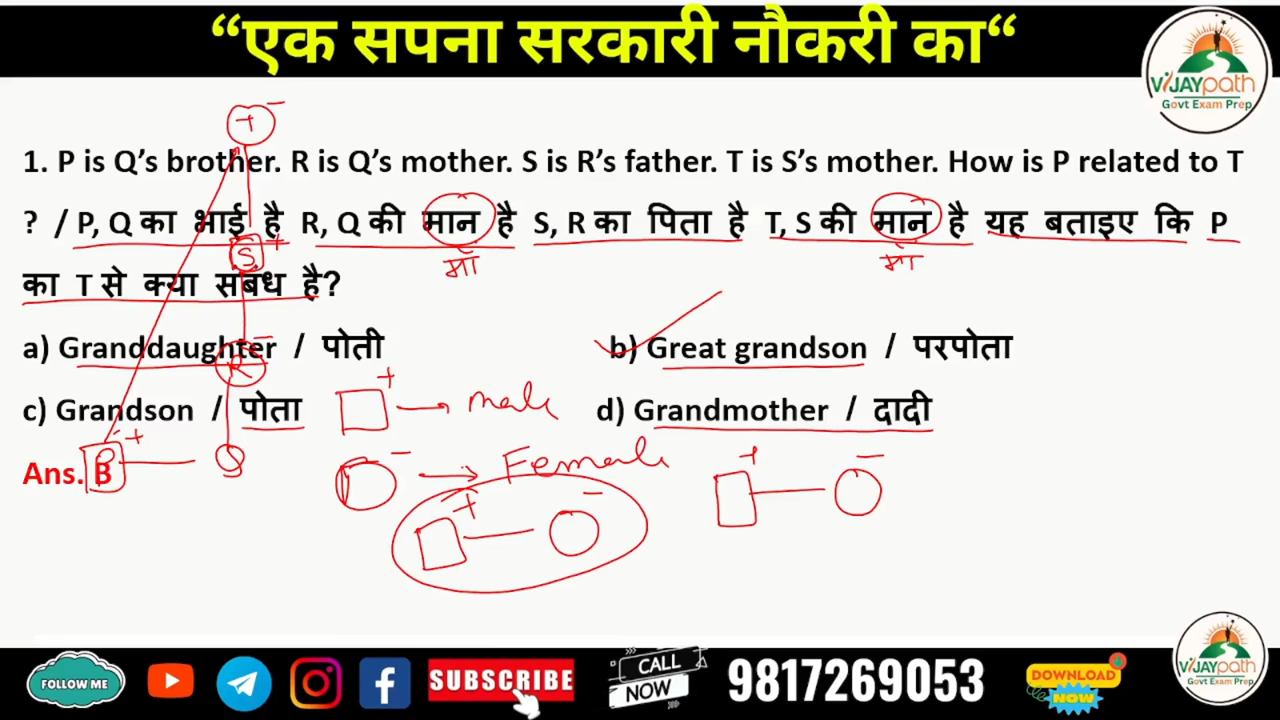 “एक सपना सरकारी नौकरी का“
VIJAYpath
Govt Exam Prep
T -
1. P is Q’s brother. R is Q’s mother. S is R’s father. T is S’s mother. How is P related to T
? / P, Q का भाई है R, Q की मान है S, R का पिता है T, S की मान है यह बताइए कि P
S +
माँ
माँ
का T से क्या सबंध है?
a) Granddaughter / पोती
b) Great grandson / परपोता
R -
c) Grandson / पोता
+ male
d) Grandmother / दादी
Ans. B
P +
Q
- Female
+ -
+ -
FOLLOW ME
SUBSCRIBE
CALL
NOW
9817269053
DOWNLOAD
NOW
VIJAYpath
Govt Exam Prep